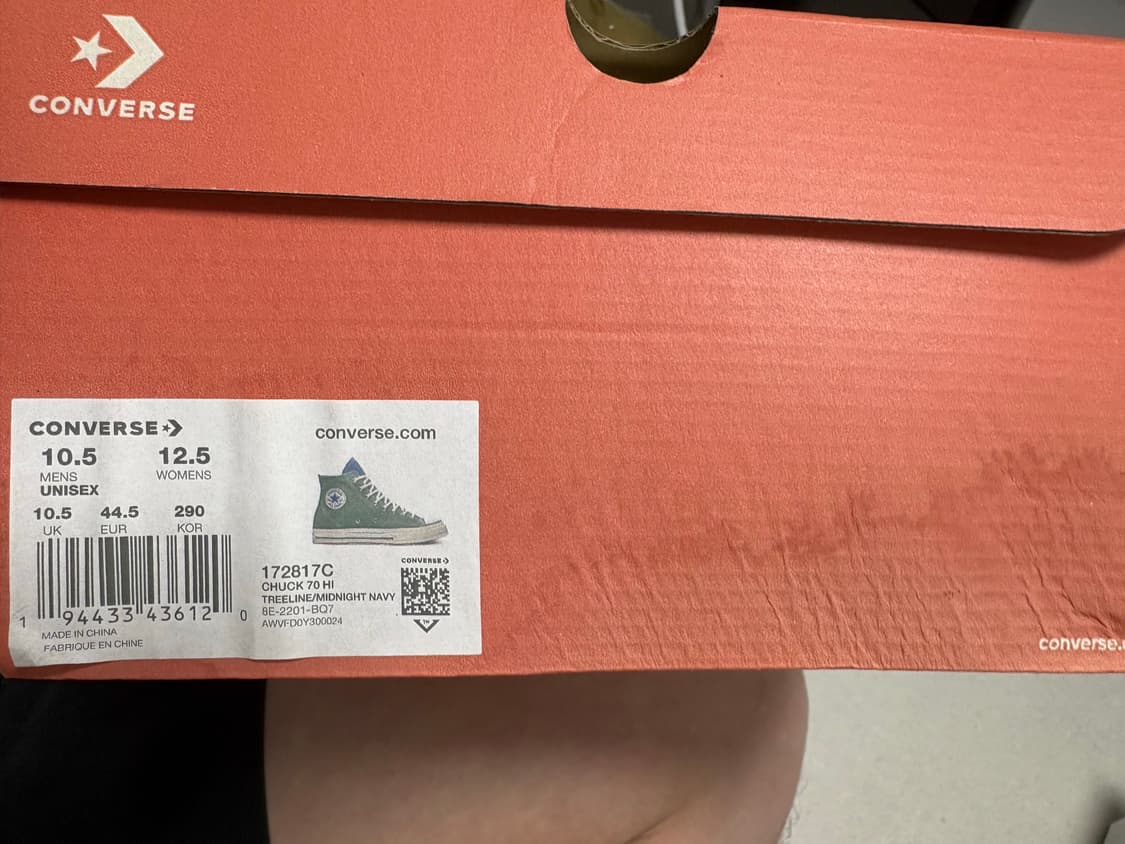 CONVERSE
CONVERSE
converse.com
10.5 12.5
MENS WOMENS
UNISEX
10.5 44.5 290
UK EUR KOR
1 94433 43612 0
MADE IN CHINA
FABRIQUE EN CHINE
172817C
CHUCK 70 HI
TREELINE/MIDNIGHT NAVY
8E-2201-BQ7
AWVFD0Y300024
CONVERSE
TM
converse.